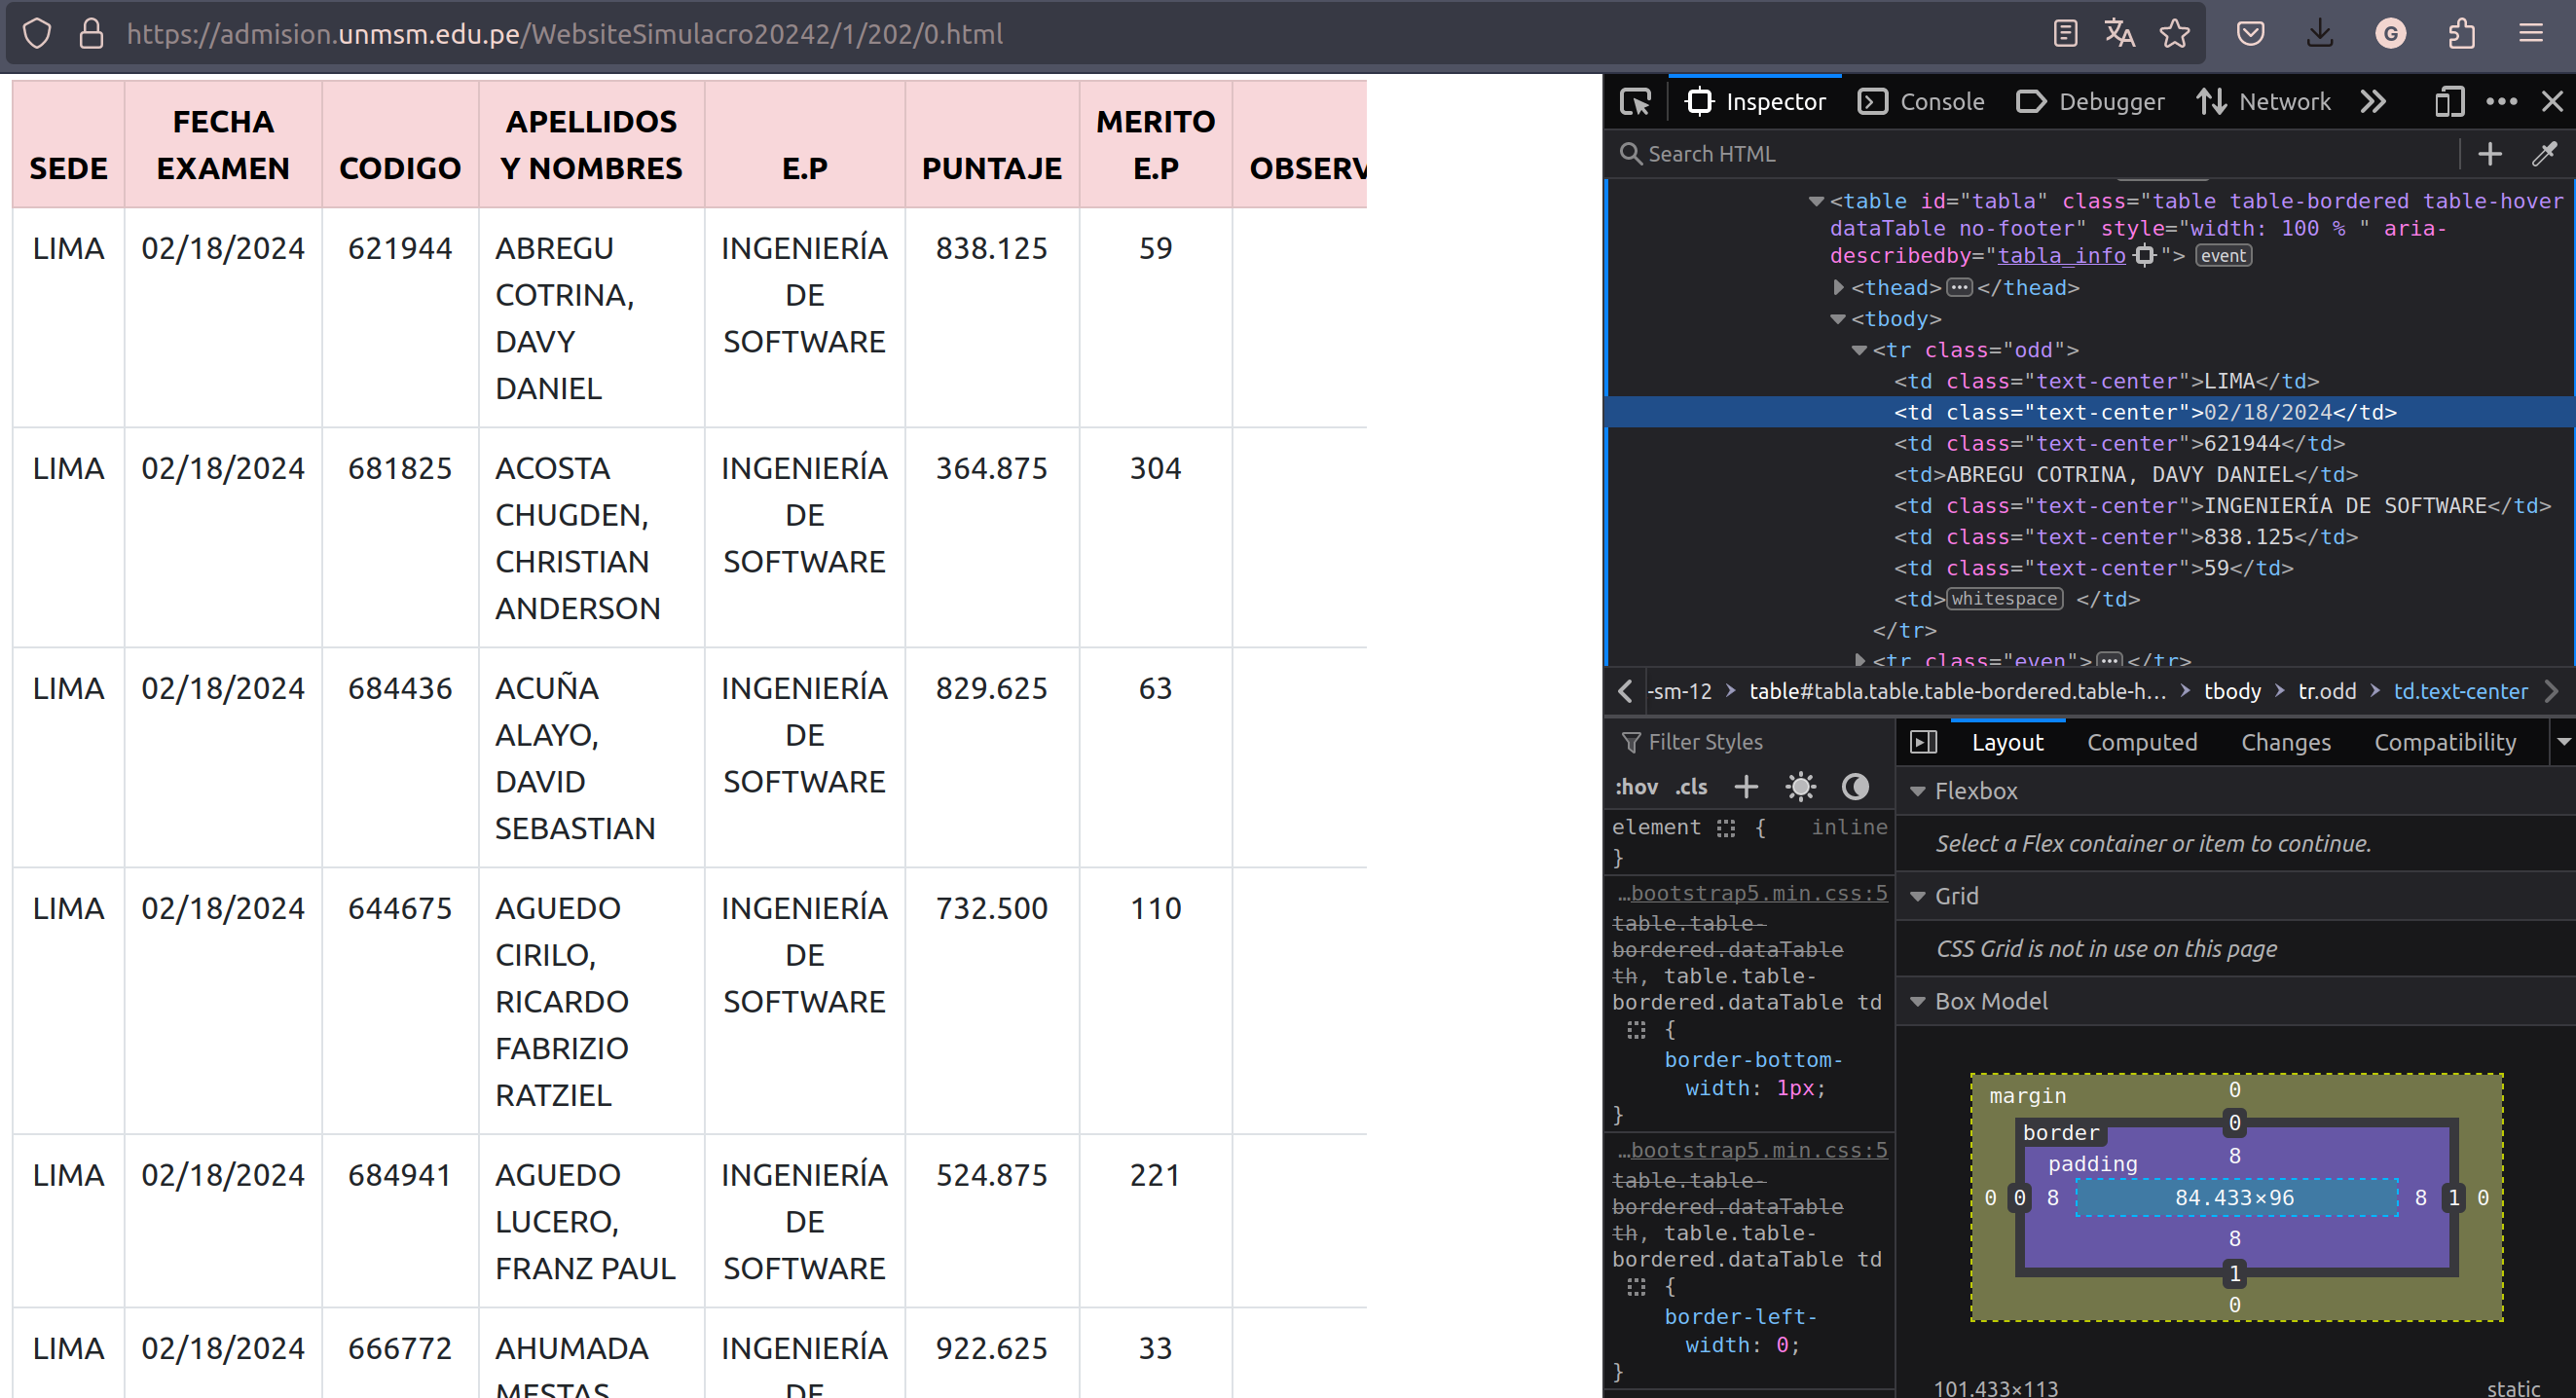 https://admision.unmsm.edu.pe/WebsiteSimulacro20242/1/202/0.html
G
SEDE
FECHA
EXAMEN
CODIGO
APELLIDOS
Y NOMBRES
E.P
PUNTAJE
MERITO
E.P
OBSERV
LIMA
02/18/2024
621944
ABREGU
COTRINA,
DAVY
DANIEL
INGENIERÍA
DE
SOFTWARE
838.125
59
LIMA
02/18/2024
681825
ACOSTA
CHUGDEN,
CHRISTIAN
ANDERSON
INGENIERÍA
DE
SOFTWARE
364.875
304
LIMA
02/18/2024
684436
ACUÑA
ALAYO,
DAVID
SEBASTIAN
INGENIERÍA
DE
SOFTWARE
829.625
63
LIMA
02/18/2024
644675
AGUEDO
CIRILO,
RICARDO
FABRIZIO
RATZIEL
INGENIERÍA
DE
SOFTWARE
732.500
110
LIMA
02/18/2024
684941
AGUEDO
LUCERO,
FRANZ PAUL
INGENIERÍA
DE
SOFTWARE
524.875
221
LIMA
02/18/2024
666772
AHUMADA
MESTAS
INGENIERÍA
DE
922.625
33
Inspector Console Debugger Network
Search HTML
<table id="tabla" class="table table-bordered table-hover
dataTable no-footer" style="width: 100 % " aria-
describedby="tabla_info"> event
<thead>…</thead>
<tbody>
<tr class="odd">
<td class="text-center">LIMA</td>
<td class="text-center">02/18/2024</td>
<td class="text-center">621944</td>
<td>ABREGU COTRINA, DAVY DANIEL</td>
<td class="text-center">INGENIERÍA DE SOFTWARE</td>
<td class="text-center">838.125</td>
<td class="text-center">59</td>
<td>whitespace </td>
</tr>
<tr class="even">…</tr>
-sm-12 table#tabla.table.table-bordered.table-h… tbody tr.odd td.text-center
Filter Styles
:hov .cls
element { inline
}
…bootstrap5.min.css:5
table.table-
bordered.dataTable
th, table.table-
bordered.dataTable td
{
border-bottom-
width: 1px;
}
…bootstrap5.min.css:5
table.table-
bordered.dataTable
th, table.table-
bordered.dataTable td
{
border-left-
width: 0;
}
Layout Computed Changes Compatibility
Flexbox
Select a Flex container or item to continue.
Grid
CSS Grid is not in use on this page
Box Model
margin 0
border 0
padding 8
0 0 8 84.433×96 8 1 0
8
1
0
101.433×113 static